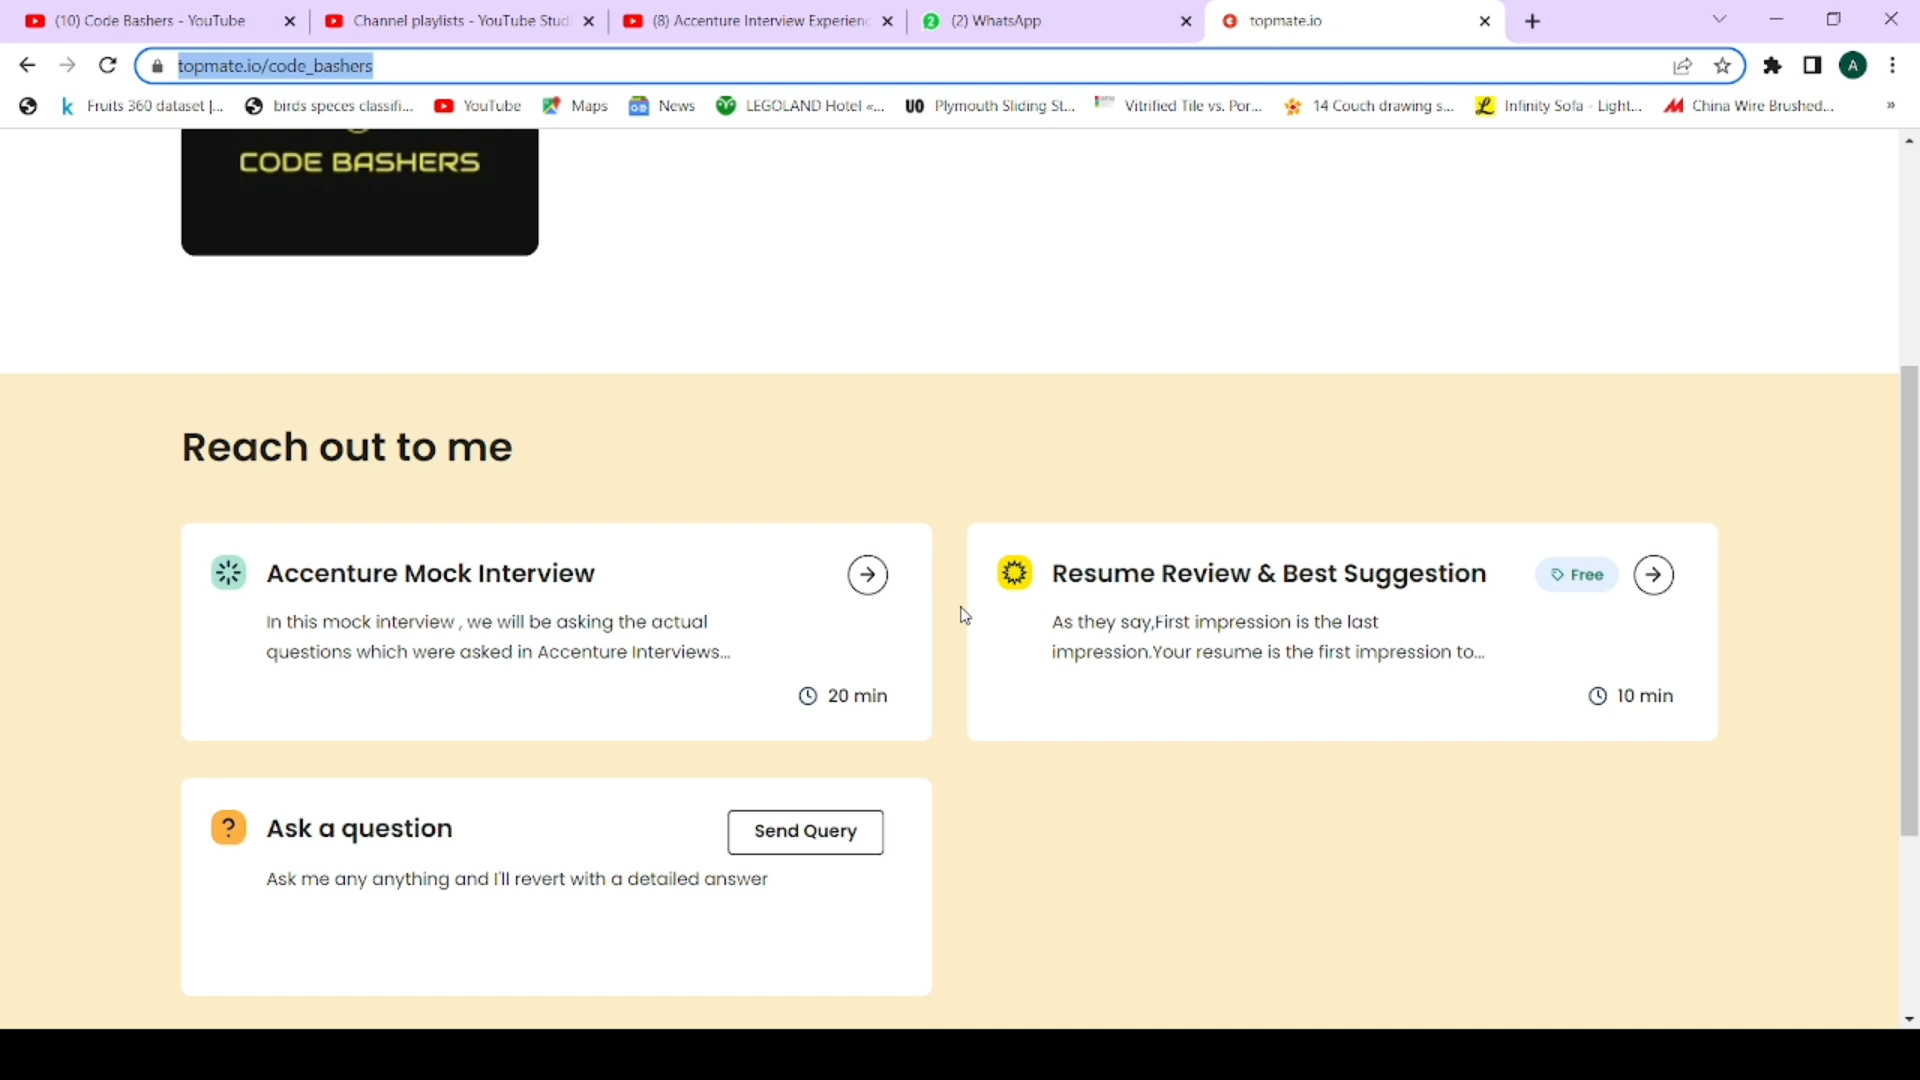 (10) Code Bashers - YouTube
Channel playlists - YouTube Stud
(8) Accenture Interview Experienc
2
(2) WhatsApp
topmate.io
topmate.io/code_bashers
A
k
Fruits 360 dataset |...
birds speces classifi...
YouTube
Maps
News
LEGOLAND Hotel «...
UO Plymouth Sliding St...
Vitrified Tile vs. Por...
14 Couch drawing s...
L Infinity Sofa - Light...
China Wire Brushed...
»
CODE BASHERS
Reach out to me
Accenture Mock Interview
In this mock interview , we will be asking the actual
questions which were asked in Accenture Interviews...
20 min
Resume Review & Best Suggestion
Free
As they say,First impression is the last
impression.Your resume is the first impression to...
10 min
?
Ask a question
Send Query
Ask me any anything and I'll revert with a detailed answer